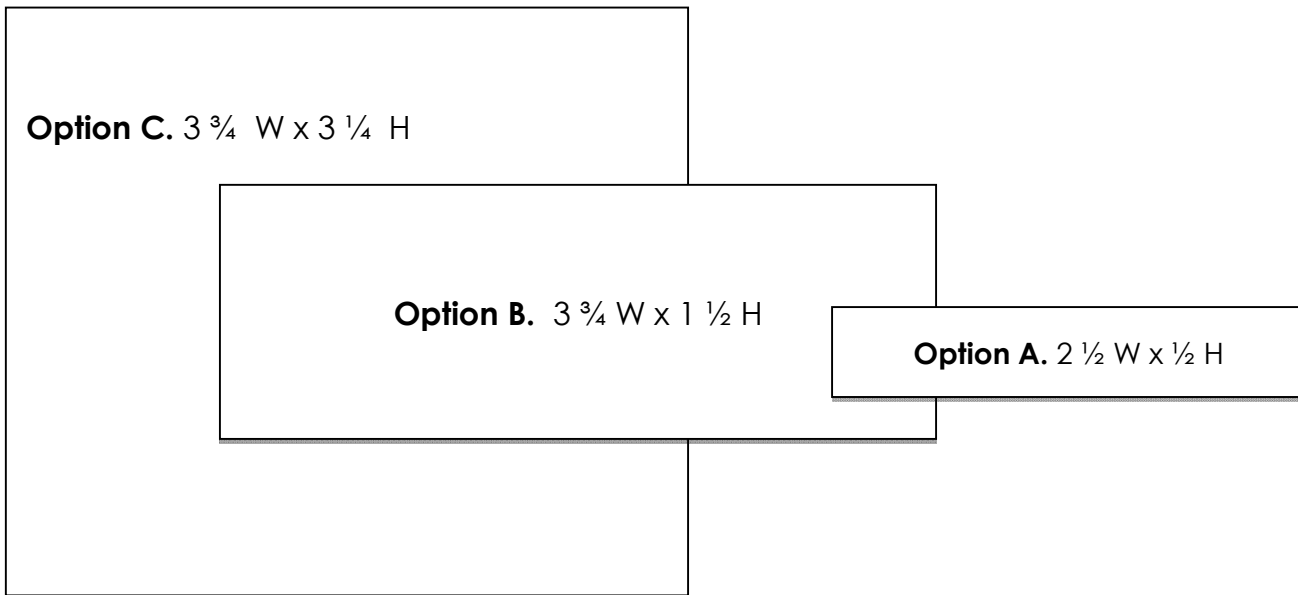 Option C. 3 ¾ W x 3 ¼ H
Option B. 3 ¾ W x 1 ½ H
Option A. 2 ½ W x ½ H